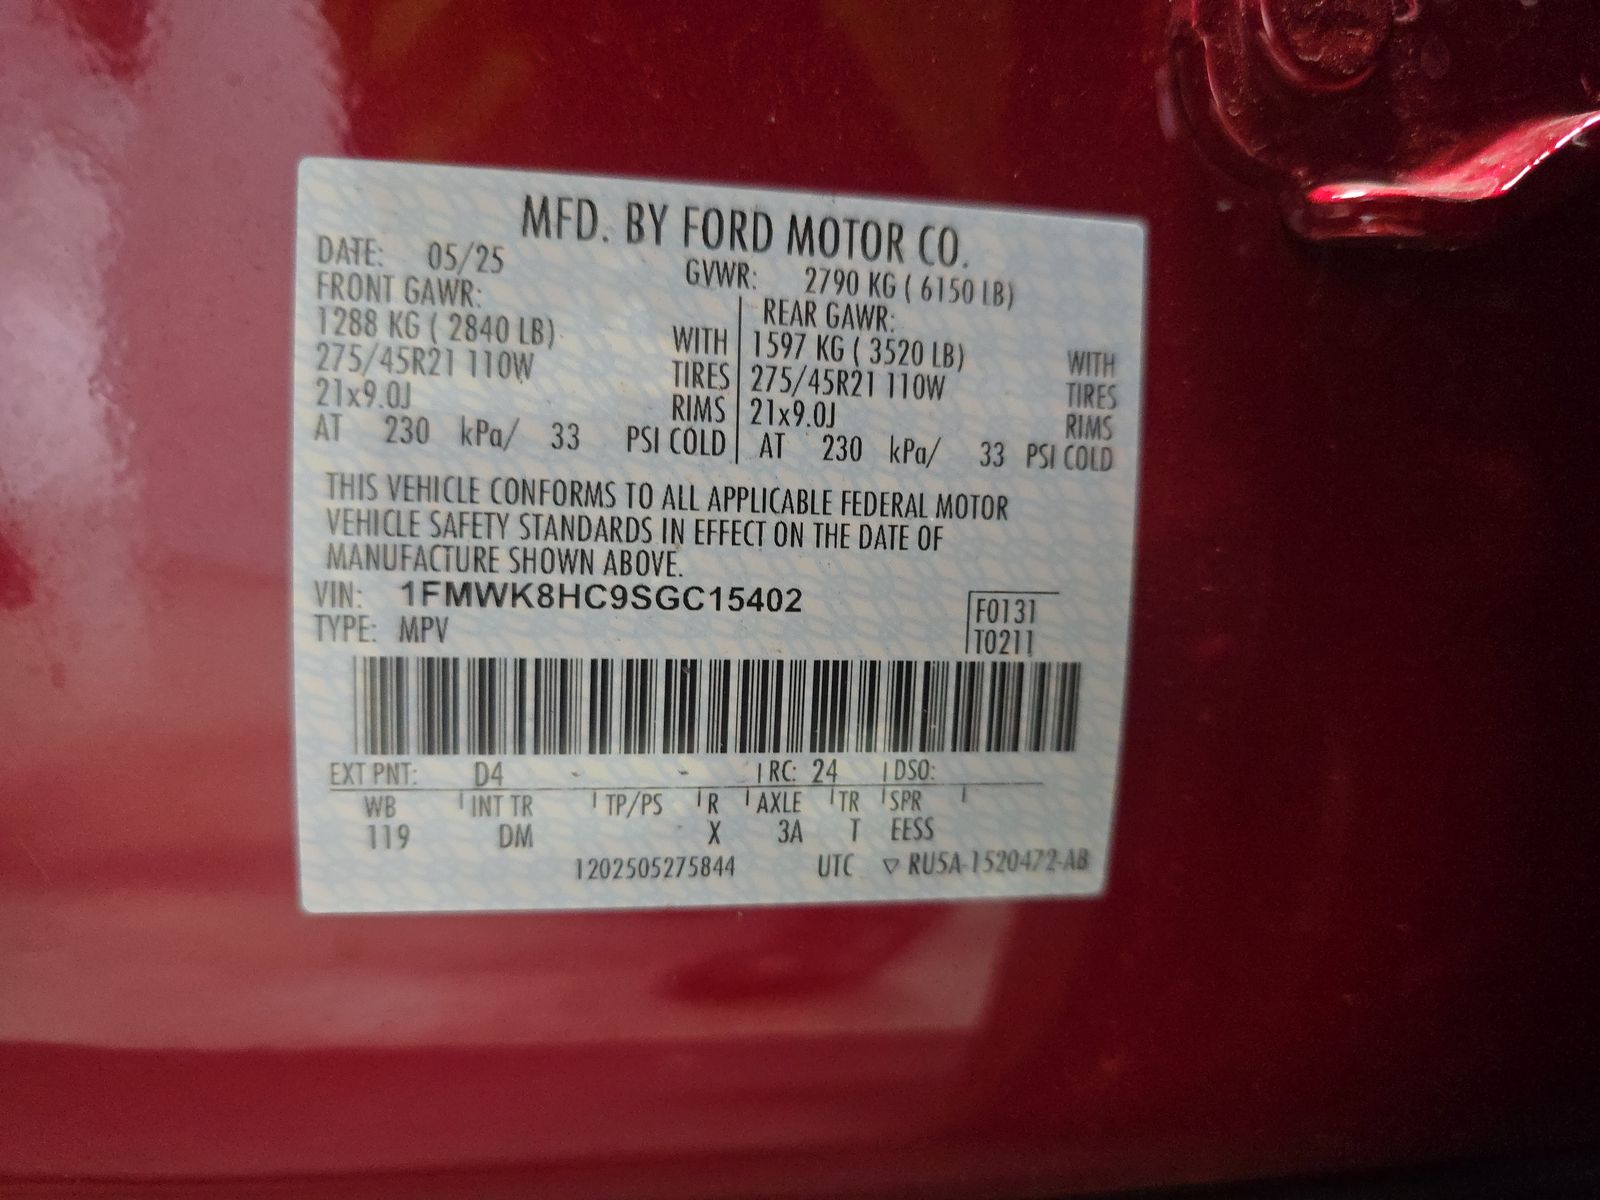 MFD. BY FORD MOTOR CO.
DATE: 05/25 GVWR: 2790 KG ( 6150 LB)
FRONT GAWR: REAR GAWR:
1288 KG ( 2840 LB) WITH 1597 KG ( 3520 LB) WITH
275/45R21 110W TIRES 275/45R21 110W TIRES
21x9.0J RIMS 21x9.0J RIMS
AT 230 kPa/ 33 PSI COLD AT 230 kPa/ 33 PSI COLD
THIS VEHICLE CONFORMS TO ALL APPLICABLE FEDERAL MOTOR
VEHICLE SAFETY STANDARDS IN EFFECT ON THE DATE OF
MANUFACTURE SHOWN ABOVE.
VIN: 1FMWK8HC9SGC15402 F0131
TYPE: MPV T0211
EXT PNT: D4 - - RC: 24 DSO:
WB INT TR TP/PS R AXLE TR SPR
119 DM X 3A T EESS
1202505275844 UTC ▽ RU5A-1520472-AB